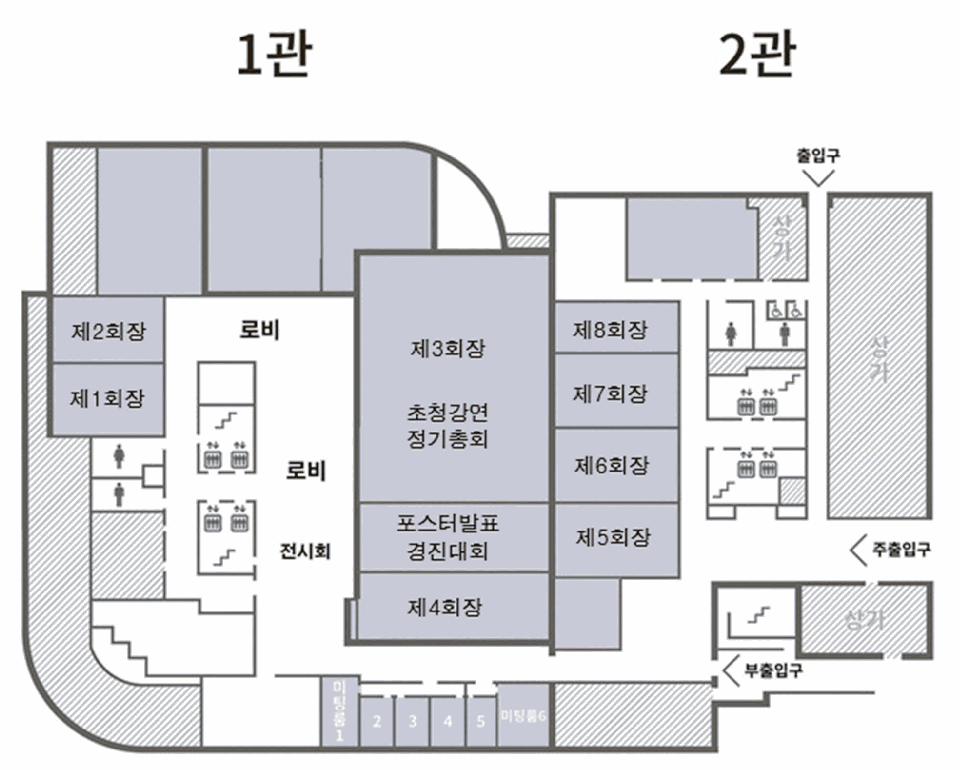 1관
2관
출입구
상가
제2회장
로비
제3회장
제8회장
상가
제1회장
초청강연
정기총회
제7회장
로비
제6회장
전시회
포스터발표
경진대회
제5회장
주출입구
제4회장
상가
부출입구
미팅룸1
2
3
4
5
미팅룸6